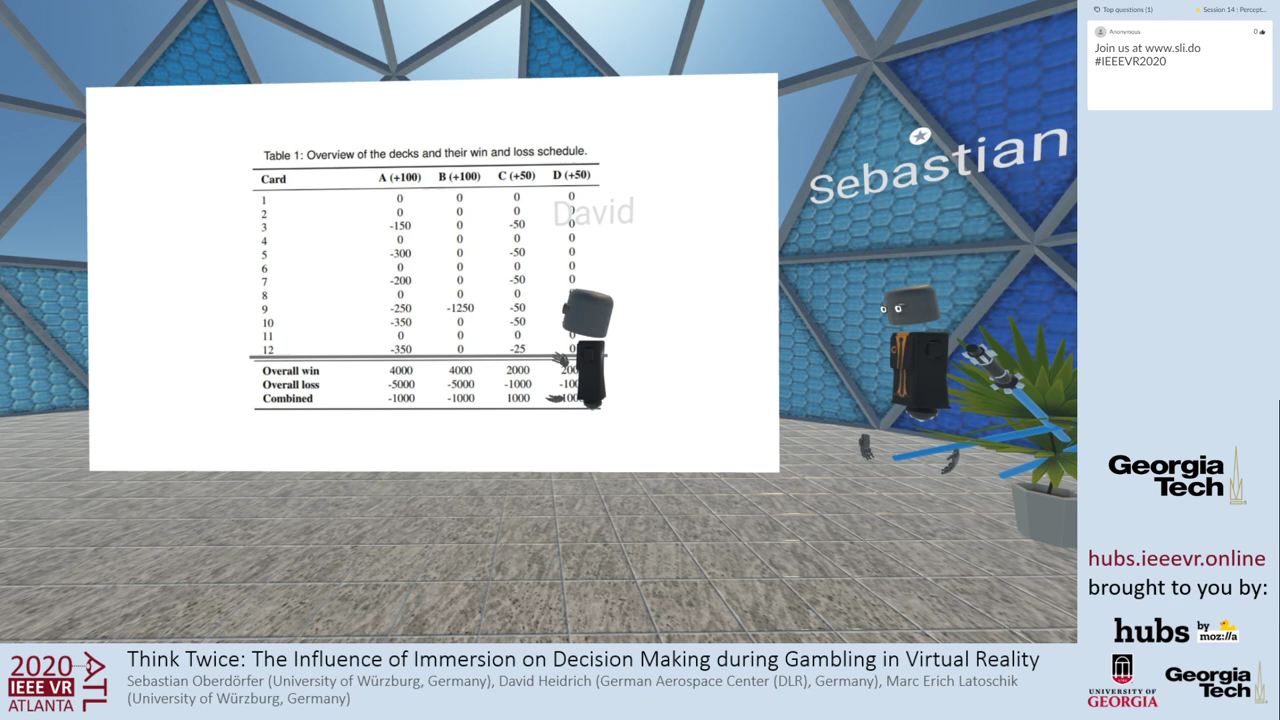 Top questions (1)
Session 14 : Percept...
Anonymous
0
Join us at www.sli.do
#IEEEVR2020
Sebastian
David
Table 1: Overview of the decks and their win and loss schedule.
Card A (+100) B (+100) C (+50) D (+50)
1 0 0 0 0
2 0 0 0 0
3 -150 0 -50 0
4 0 0 0 0
5 -300 0 -50 0
6 0 0 0 0
7 -200 0 -50 0
8 0 0 0
9 -250 -1250 -50
10 -350 0 -50
11 0 0 0
12 -350 0 -25 0
Overall win 4000 4000 2000
Overall loss -5000 -5000 -1000
Combined -1000 -1000 1000
Georgia
Tech
hubs.ieeevr.online
brought to you by:
hubs by
moz://a
UNIVERSITY OF
GEORGIA
Georgia
Tech
2020
IEEE VR
ATLANTA
ATL
Think Twice: The Influence of Immersion on Decision Making during Gambling in Virtual Reality
Sebastian Oberdörfer (University of Würzburg, Germany), David Heidrich (German Aerospace Center (DLR), Germany), Marc Erich Latoschik
(University of Würzburg, Germany)